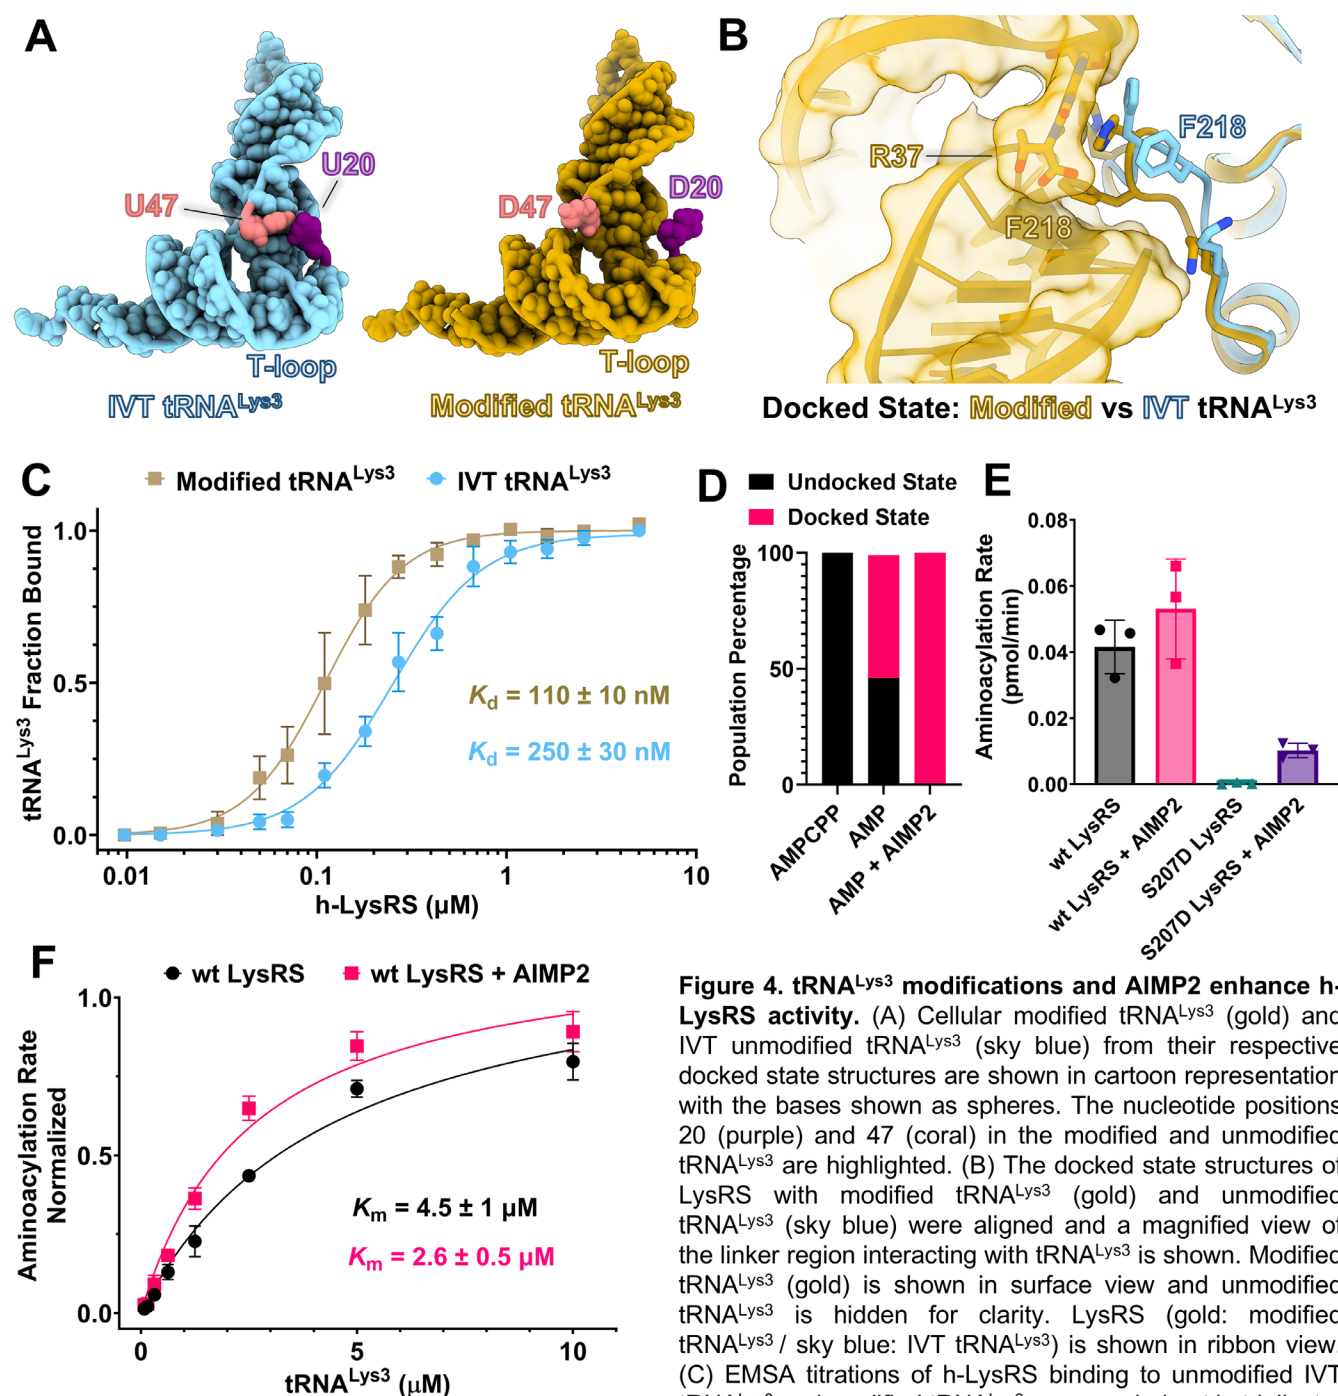 A
U20
U47
T-loop
IVT tRNALys3
D47
D20
T-loop
Modified tRNALys3
B
R37
F218
F218
Docked State: Modified vs IVT tRNALys3
C
Modified tRNALys3
IVT tRNALys3
tRNALys3 Fraction Bound
1.0
0.5
0.0
Kd = 110 ± 10 nM
Kd = 250 ± 30 nM
0.01
0.1
1
10
h-LysRS (µM)
D
Undocked State
Docked State
Population Percentage
100
50
0
AMPCPP
AMP
AMP + AIMP2
E
Aminoacylation Rate
(pmol/min)
0.08
0.06
0.04
0.02
0.00
wt LysRS
wt LysRS + AIMP2
S207D LysRS
S207D LysRS + AIMP2
F
wt LysRS
wt LysRS + AIMP2
Aminoacylation Rate
Normalized
1.0
0.5
0.0
Km = 4.5 ± 1 µM
Km = 2.6 ± 0.5 µM
0
5
10
tRNALys3 (µM)
Figure 4. tRNALys3 modifications and AIMP2 enhance h-
LysRS activity. (A) Cellular modified tRNALys3 (gold) and
IVT unmodified tRNALys3 (sky blue) from their respective
docked state structures are shown in cartoon representation
with the bases shown as spheres. The nucleotide positions
20 (purple) and 47 (coral) in the modified and unmodified
tRNALys3 are highlighted. (B) The docked state structures of
LysRS with modified tRNALys3 (gold) and unmodified
tRNALys3 (sky blue) were aligned and a magnified view of
the linker region interacting with tRNALys3 is shown. Modified
tRNALys3 (gold) is shown in surface view and unmodified
tRNALys3 is hidden for clarity. LysRS (gold: modified
tRNALys3 / sky blue: IVT tRNALys3) is shown in ribbon view.
(C) EMSA titrations of h-LysRS binding to unmodified IVT